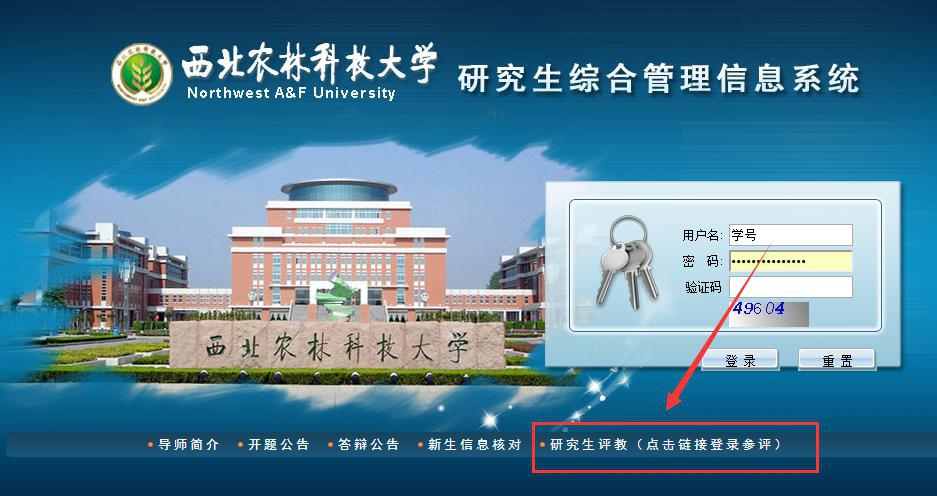 西北农林科技大学
Northwest A&F University
研究生综合管理信息系统
西北农林科技大学
用户名: 学号
密 码: ●●●●●●●●●●●●●●●
验证码
49604
登 录 重 置
• 导师简介 • 开题公告 • 答辩公告 • 新生信息核对 • 研究生评教（点击链接登录参评）